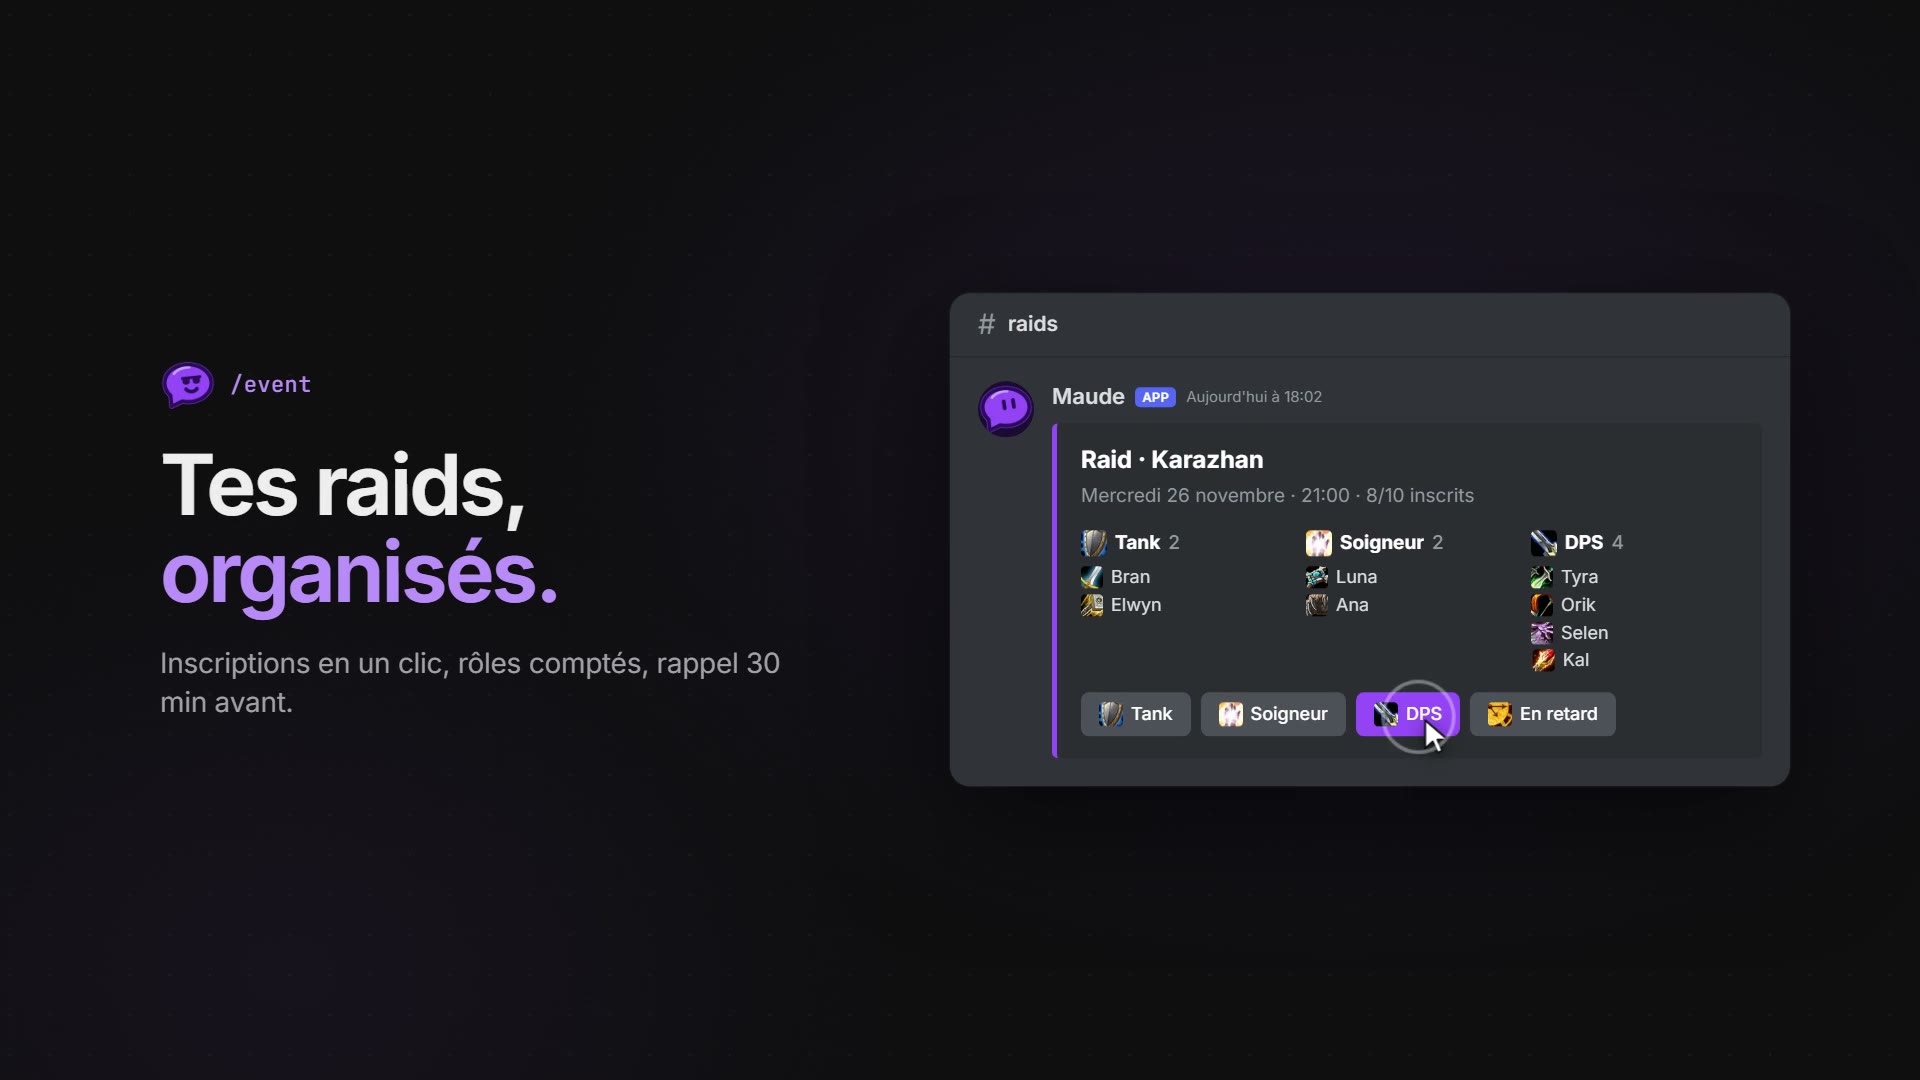 /event
Tes raids,
organisés.
Inscriptions en un clic, rôles comptés, rappel 30
min avant.
# raids
Maude APP Aujourd'hui à 18:02
Raid · Karazhan
Mercredi 26 novembre · 21:00 · 8/10 inscrits
Tank 2
Bran
Elwyn
Soigneur 2
Luna
Ana
DPS 4
Tyra
Orik
Selen
Kal
Tank
Soigneur
DPS
En retard